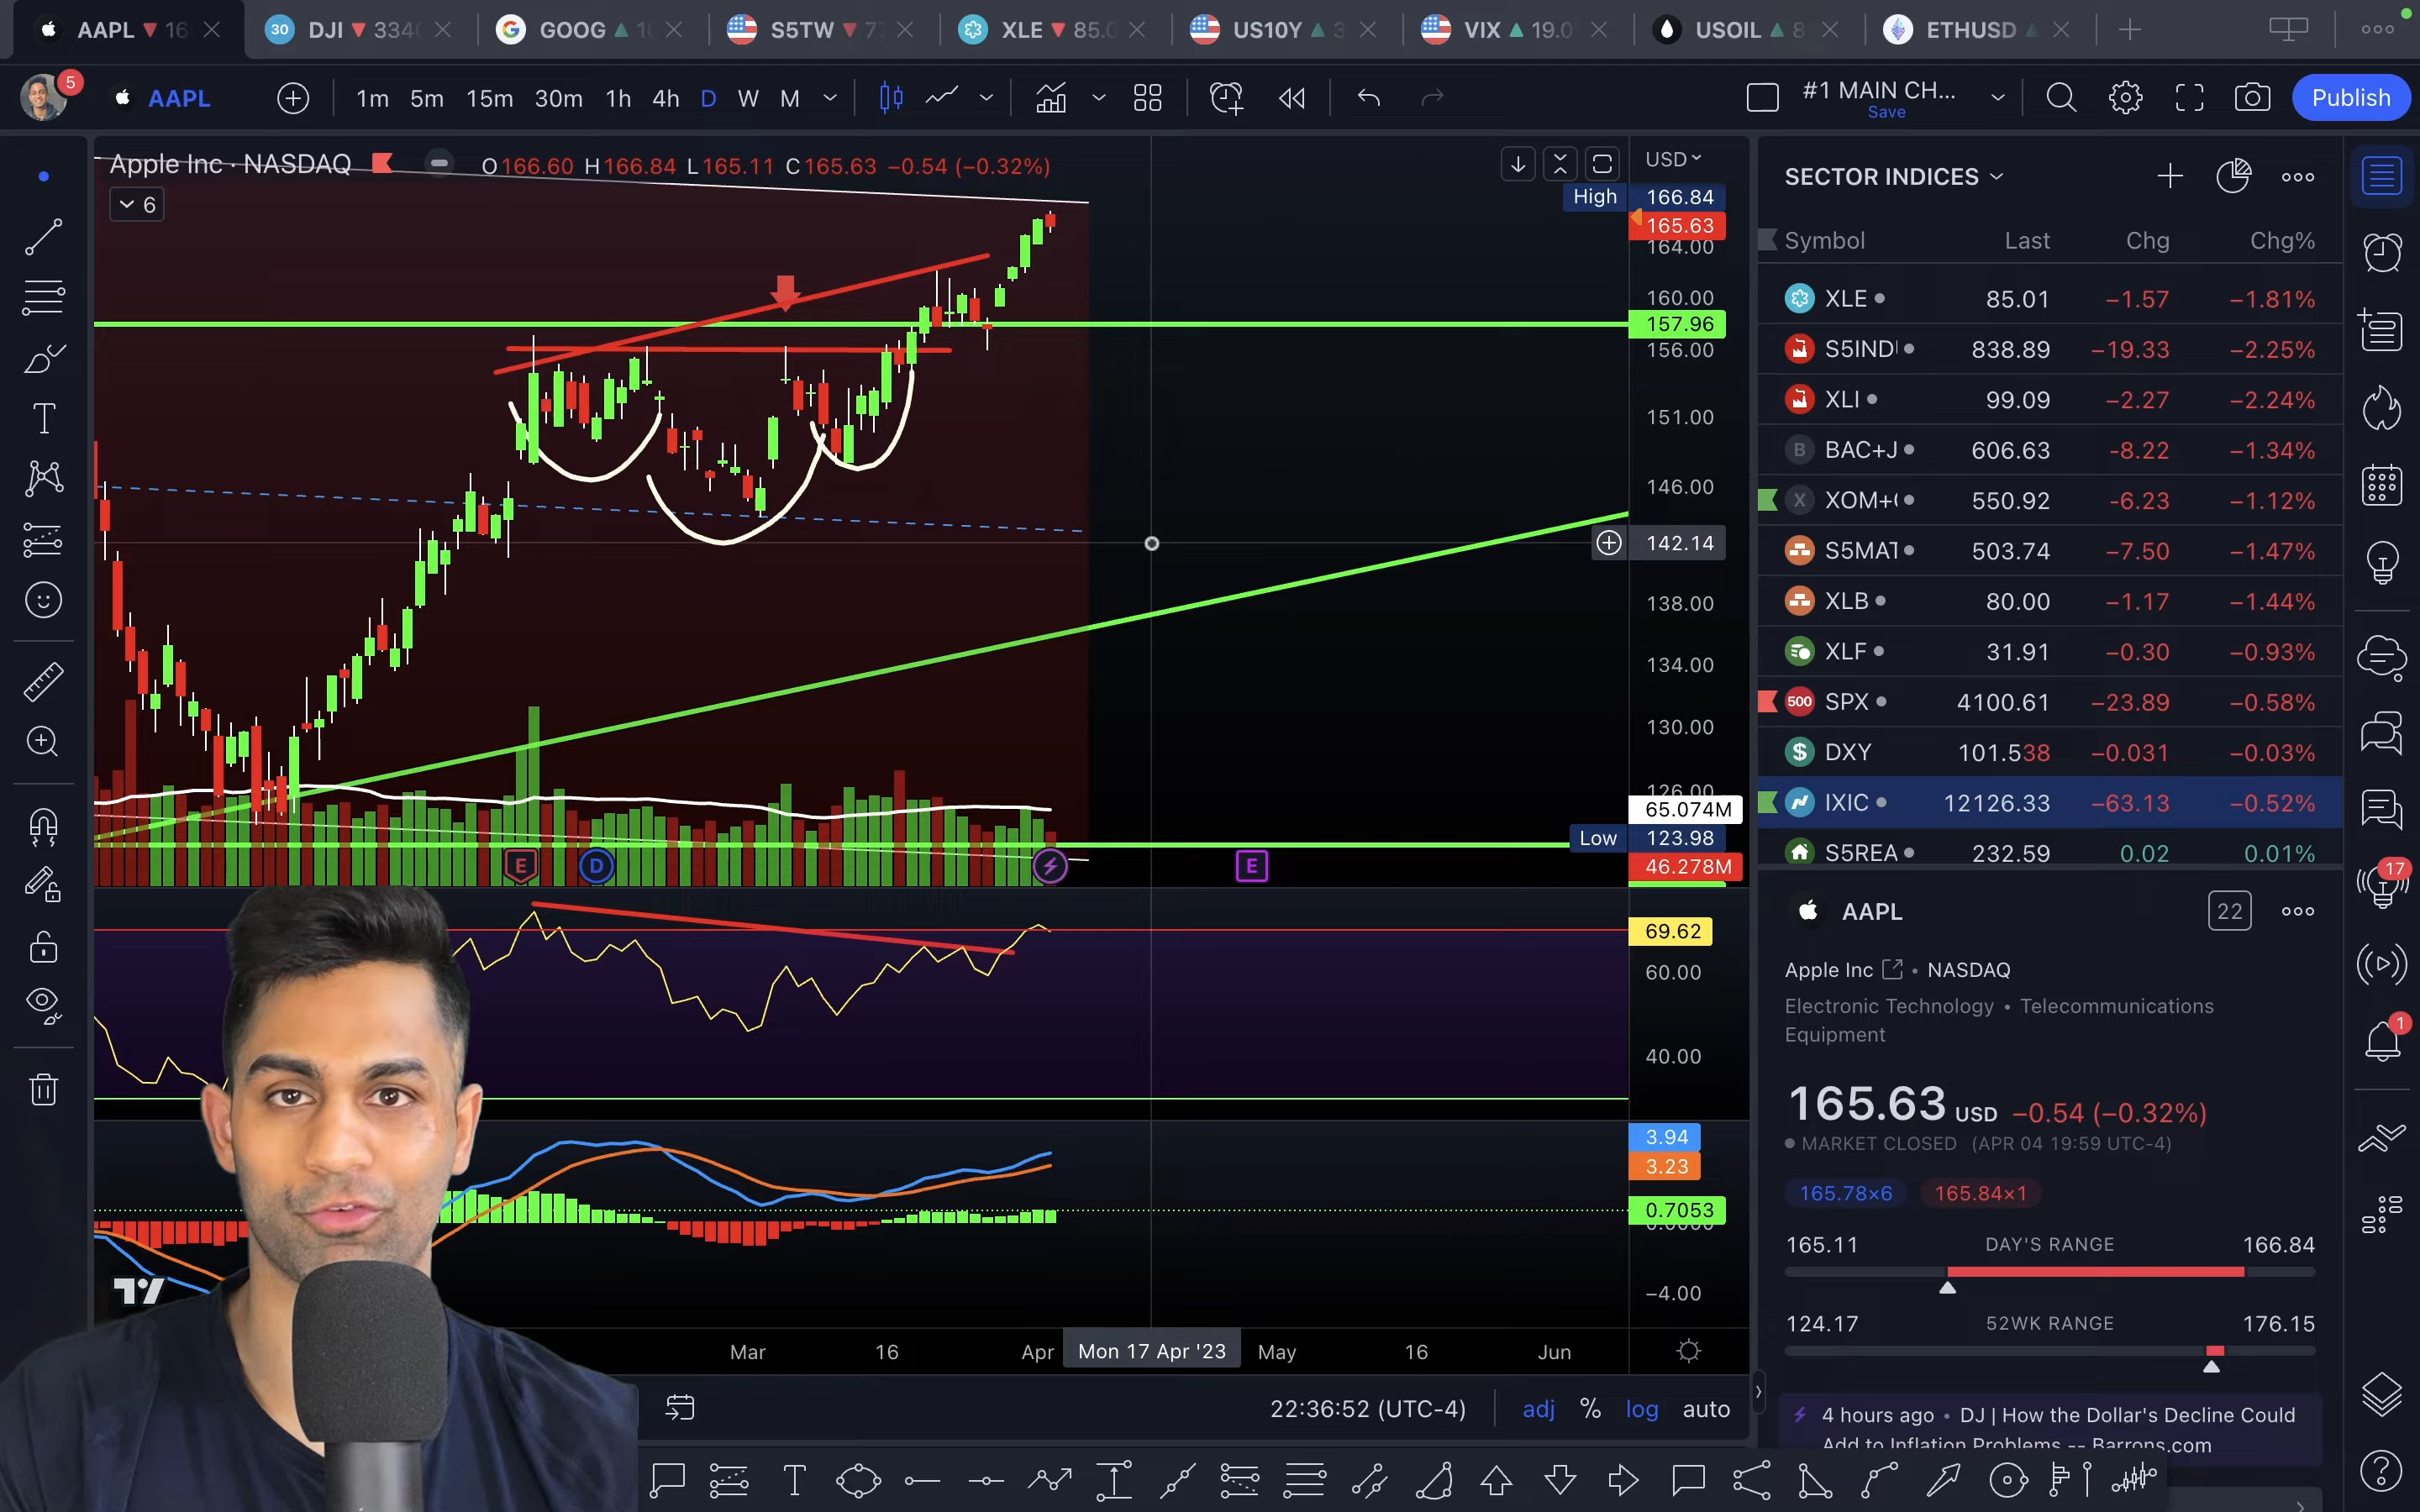 AAPL
DJI
GOOG
S5TW
XLE 85.0
US10Y
VIX 19.0
USOIL 8
ETHUSD
5
AAPL 1m 5m 15m 30m 1h 4h D W M
#1 MAIN CH...
Save
Publish
Apple Inc · NASDAQ O166.60 H166.84 L165.11 C165.63 −0.54 (−0.32%)
6
USD
High 166.84
165.63
164.00
160.00
157.96
156.00
151.00
146.00
142.14
138.00
134.00
130.00
126.00
65.074M
Low 123.98
46.278M
E D E
69.62
60.00
40.00
3.94
3.23
0.7053
−4.00
Mar 16 Apr Mon 17 Apr '23 May 16 Jun
22:36:52 (UTC-4) adj % log auto
SECTOR INDICES
Symbol Last Chg Chg%
XLE 85.01 −1.57 −1.81%
S5IND 838.89 −19.33 −2.25%
XLI 99.09 −2.27 −2.24%
B BAC+J 606.63 -8.22 −1.34%
X XOM+ 550.92 -6.23 −1.12%
S5MAT 503.74 −7.50 −1.47%
XLB 80.00 −1.17 −1.44%
XLF 31.91 −0.30 −0.93%
500 SPX 4100.61 −23.89 −0.58%
$ DXY 101.538 −0.031 −0.03%
IXIC 12126.33 −63.13 −0.52%
S5REA 232.59 0.02 0.01%
AAPL 22
Apple Inc • NASDAQ
Electronic Technology • Telecommunications
Equipment
165.63 USD −0.54 (−0.32%)
MARKET CLOSED (APR 04 19:59 UTC-4)
165.78×6 165.84×1
165.11 DAY'S RANGE 166.84
124.17 52WK RANGE 176.15
4 hours ago • DJ | How the Dollar's Decline Could
Add to Inflation Problems -- Barrons.com
17
1